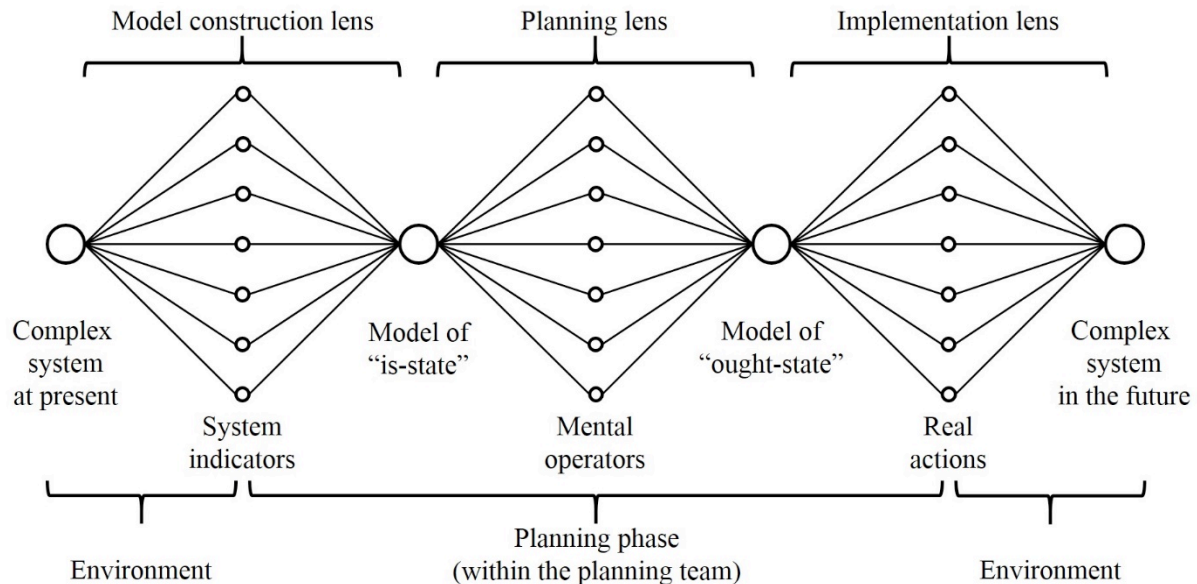 Model construction lens
Planning lens
Implementation lens
Complex
system
at present
Model of
“is-state”
Model of
“ought-state”
Complex
system
in the future
System
indicators
Mental
operators
Real
actions
Environment
Planning phase
(within the planning team)
Environment